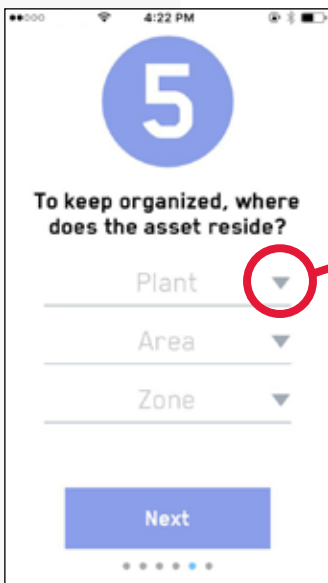 4:22 PM
5
To keep organized, where
does the asset reside?
Plant
Area
Zone
Next